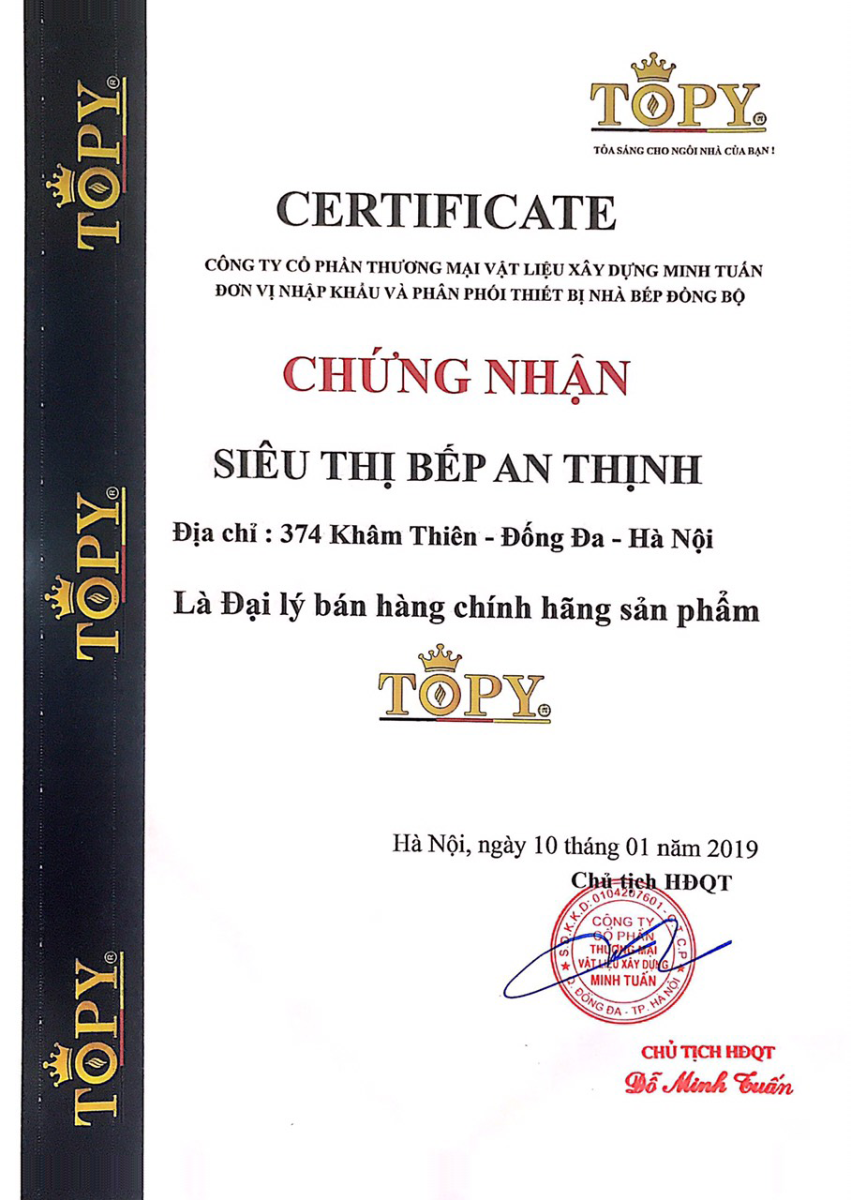 TOPY®
TỎA SÁNG CHO NGÔI NHÀ CỦA BẠN !
CERTIFICATE
CÔNG TY CỔ PHẦN THƯƠNG MẠI VẬT LIỆU XÂY DỰNG MINH TUẤN
ĐƠN VỊ NHẬP KHẨU VÀ PHÂN PHỐI THIẾT BỊ NHÀ BẾP ĐỒNG BỘ
CHỨNG NHẬN
SIÊU THỊ BẾP AN THỊNH
Địa chỉ : 374 Khâm Thiên - Đống Đa - Hà Nội
Là Đại lý bán hàng chính hãng sản phẩm
TOPY®
Hà Nội, ngày 10 tháng 01 năm 2019
Chủ tịch HĐQT
S.Đ.K.K.D: 0104207601 - C.T.C.P
CÔNG TY
CỔ PHẦN
THƯƠNG MẠI
VẬT LIỆU XÂY DỰNG
MINH TUẤN
Q. ĐỐNG ĐA - TP. HÀ NỘI
CHỦ TỊCH HĐQT
Đỗ Minh Tuấn
TOPY®
TOPY®
TOPY®